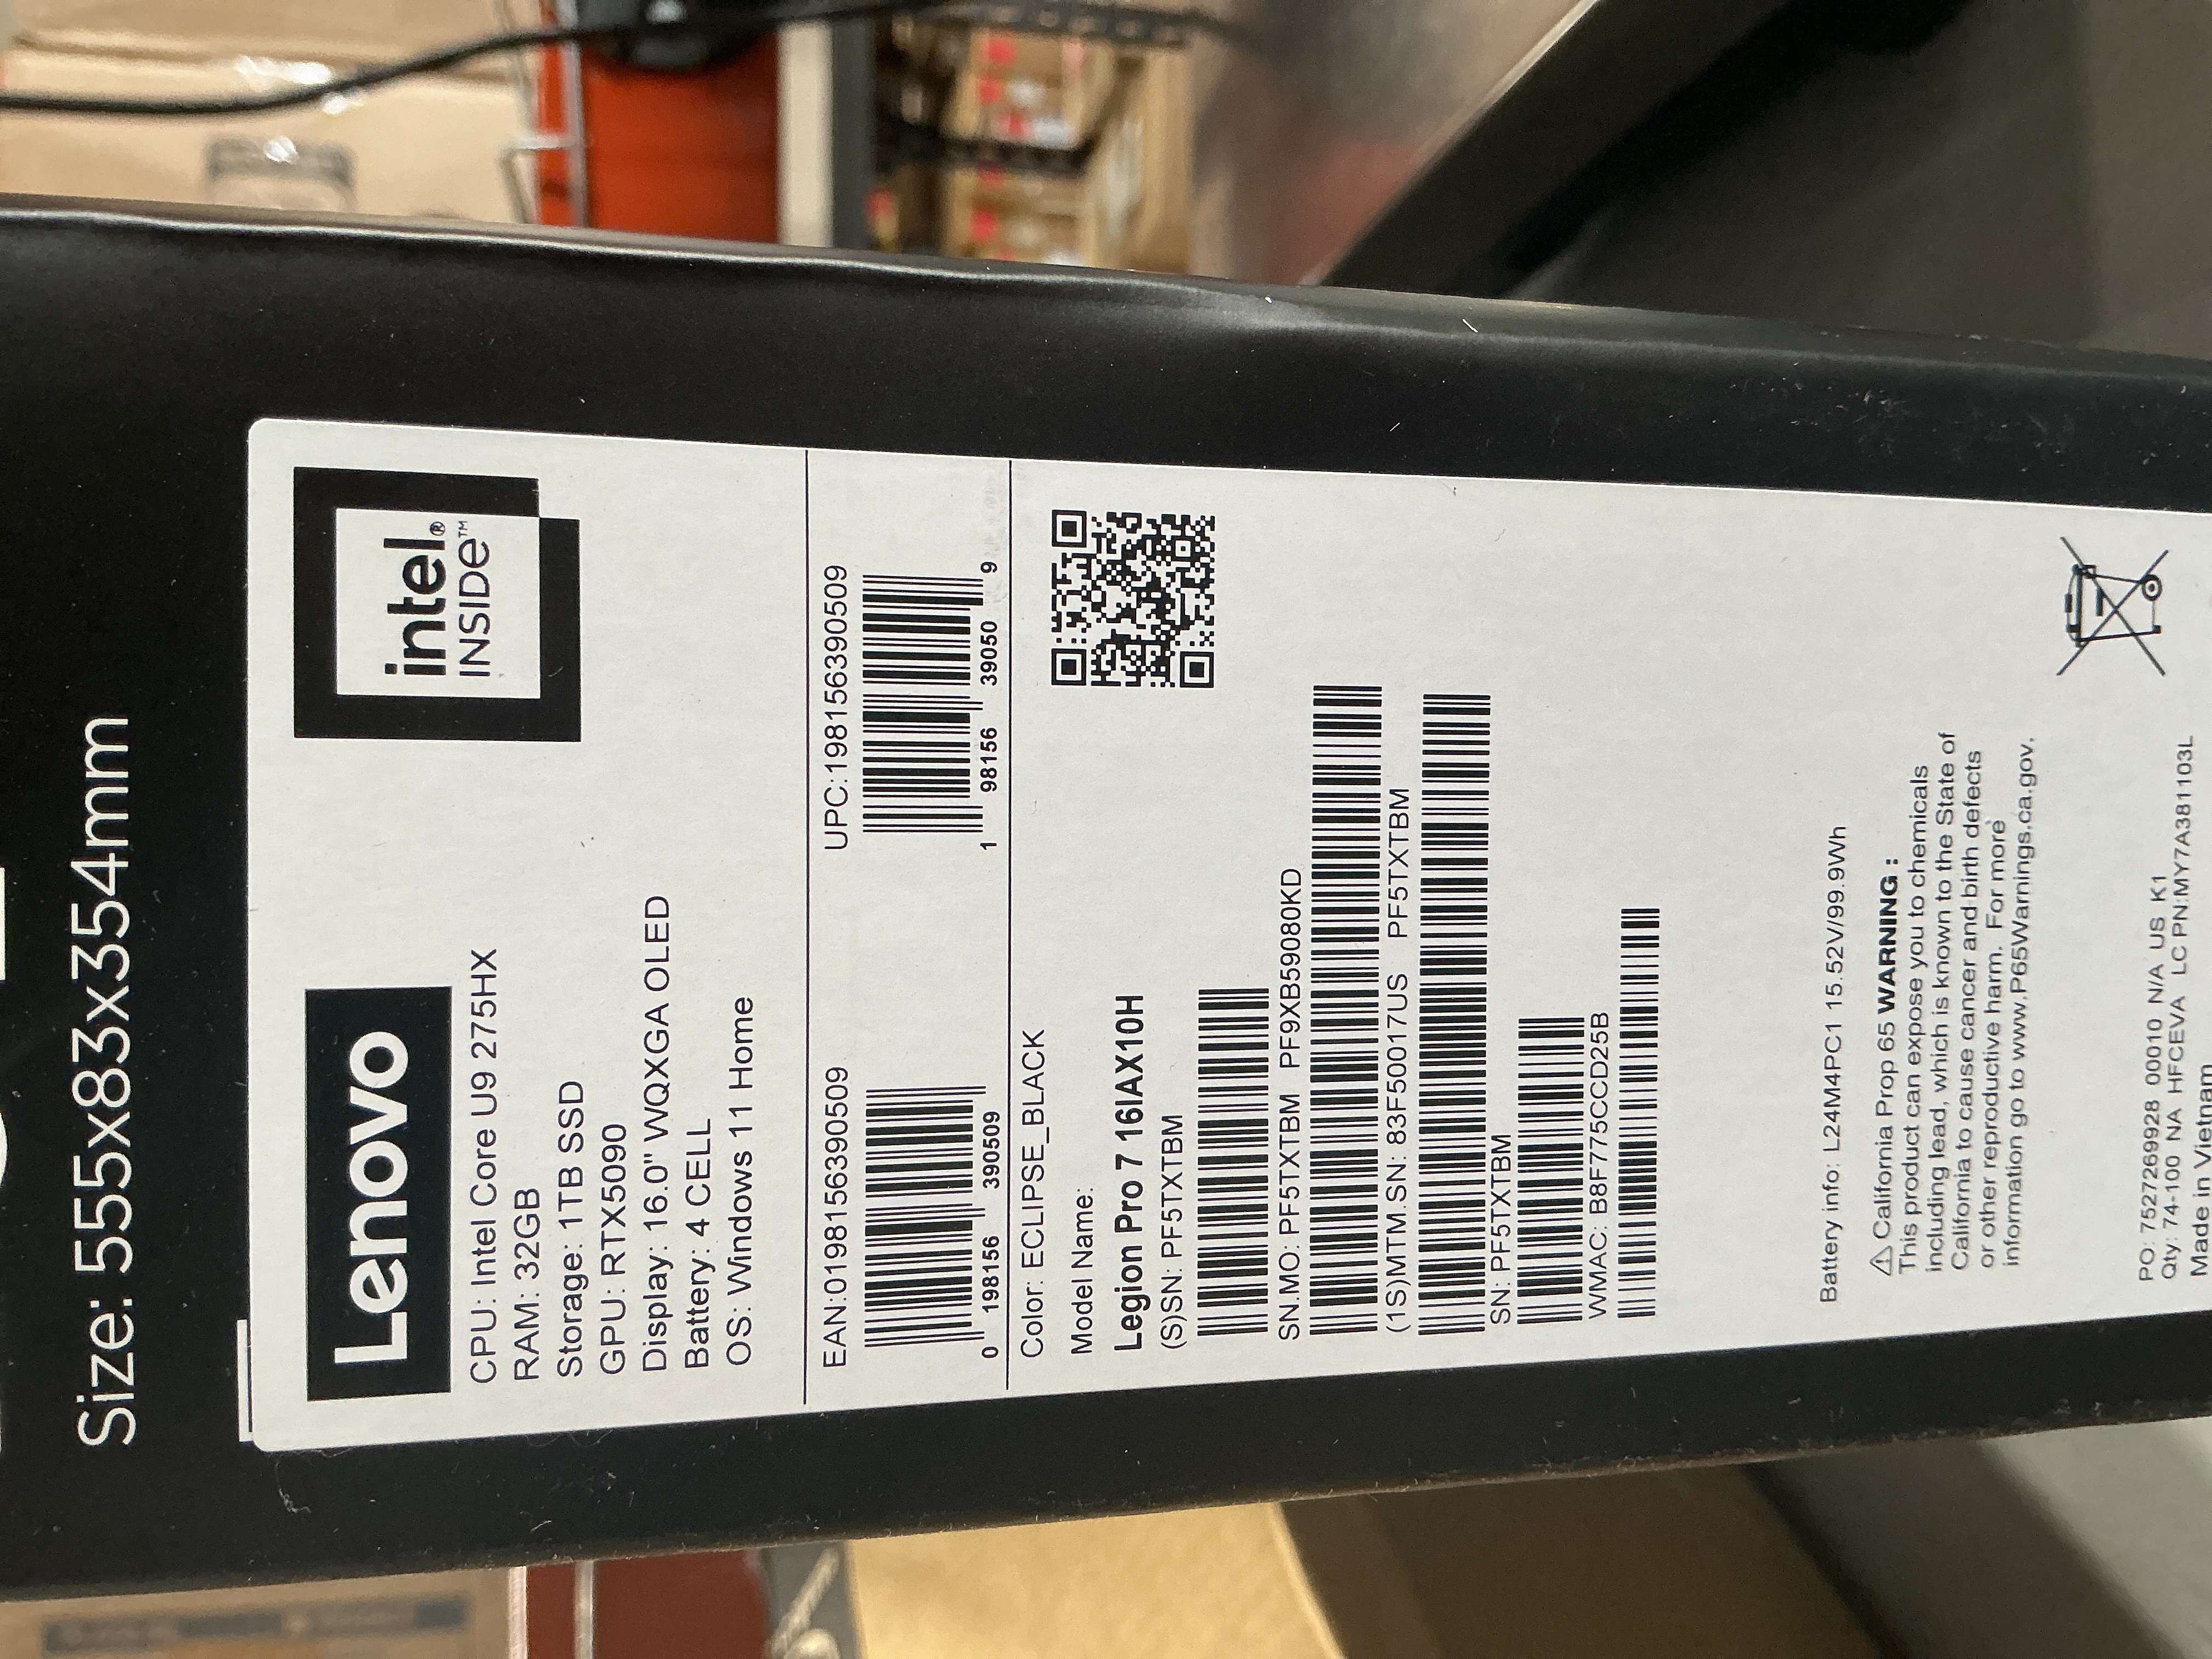 Size: 555x83x354mm
Lenovo
intel®
INSIDE™
CPU: Intel Core U9 275HX
RAM: 32GB
Storage: 1TB SSD
GPU: RTX5090
Display: 16.0" WQXGA OLED
Battery: 4 CELL
OS: Windows 11 Home
EAN:0198156390509
0 198156 390509
UPC:198156390509
1 98156 39050 9
Color: ECLIPSE_BLACK
Model Name:
Legion Pro 7 16IAX10H
(S)SN: PF5TXTBM
SN.MO: PF5TXTBM PF9XB59080KD
(1S)MTM.SN: 83F50017US PF5TXTBM
SN: PF5TXTBM
WMAC: B8F775CCD25B
Battery info: L24M4PC1 15.52V/99.9Wh
⚠ California Prop 65 WARNING :
This product can expose you to chemicals
including lead, which is known to the State of
California to cause cancer and birth defects
or other reproductive harm. For more
information go to www.P65Warnings.ca.gov.
PO: 7527269928 00010 N/A US K1
Qty: 74-100 NA HFCEVA LC PN:MY7A381103L
Made in Vietnam